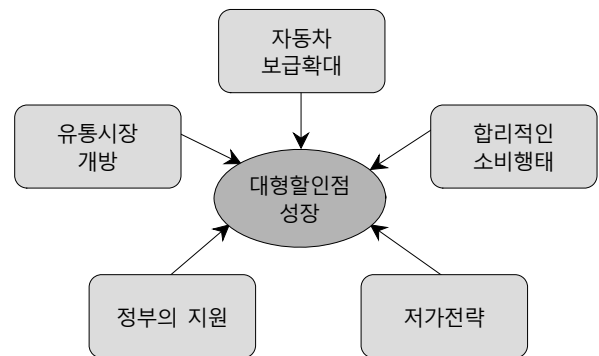 자동차
보급확대
유통시장
개방
합리적인
소비행태
대형할인점
성장
정부의 지원
저가전략